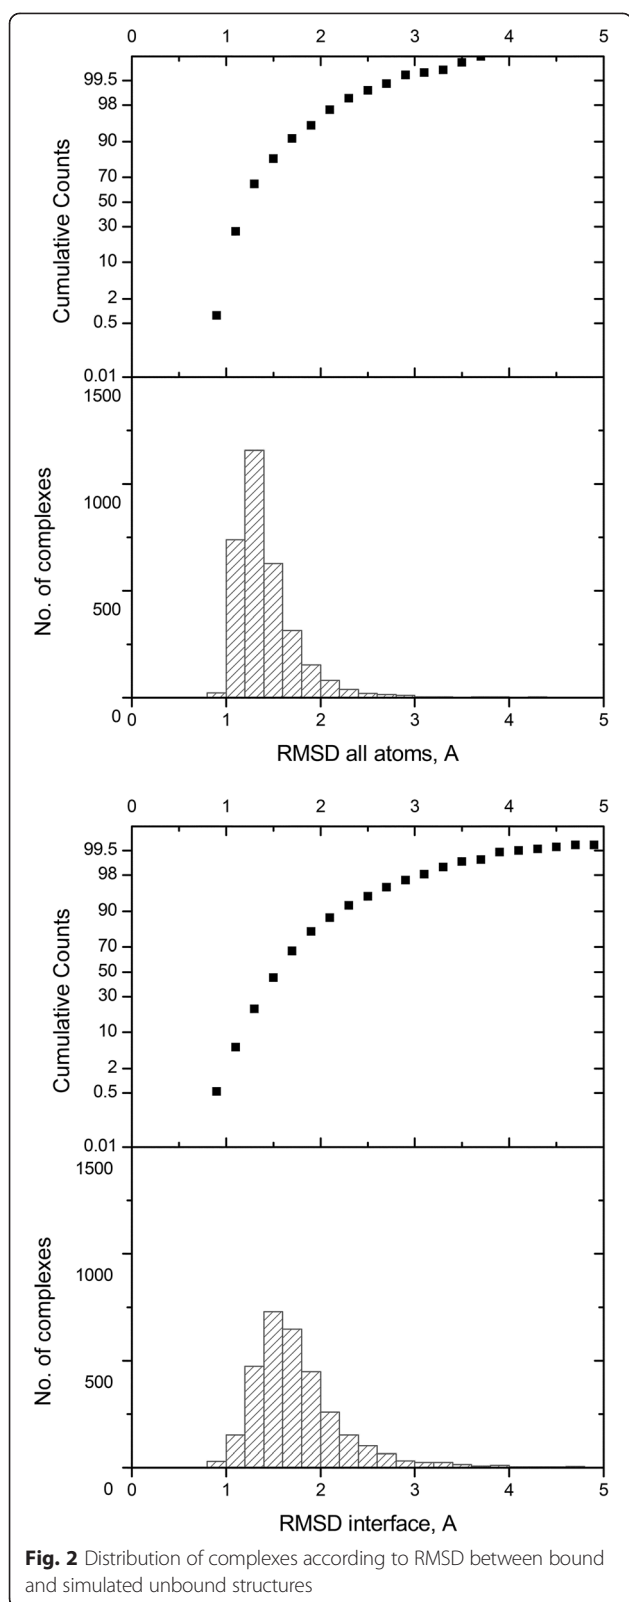 0 1 2 3 4 5
99.5
98
90
70
50
30
10
2
0.5
0.01
Cumulative Counts
1500
1000
500
0
No. of complexes
0 1 2 3 4 5
RMSD all atoms, A
0 1 2 3 4 5
99.5
98
90
70
50
30
10
2
0.5
0.01
Cumulative Counts
1500
1000
500
0
No. of complexes
0 1 2 3 4 5
RMSD interface, A
Fig. 2 Distribution of complexes according to RMSD between bound
and simulated unbound structures